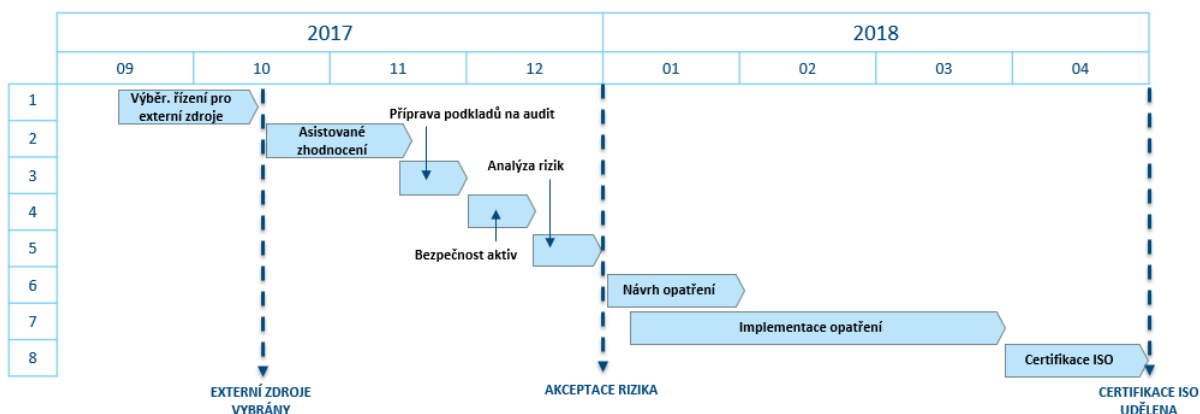 2017
2018
09
10
11
12
01
02
03
04
1
Výběr. řízení pro
externí zdroje
Příprava podkladů na audit
2
Asistované
zhodnocení
Analýza rizik
3
4
Bezpečnost aktiv
5
6
Návrh opatření
7
Implementace opatření
8
Certifikace ISO
EXTERNÍ ZDROJE
VYBRÁNY
AKCEPTACE RIZIKA
CERTIFIKACE ISO
UDĚLENA